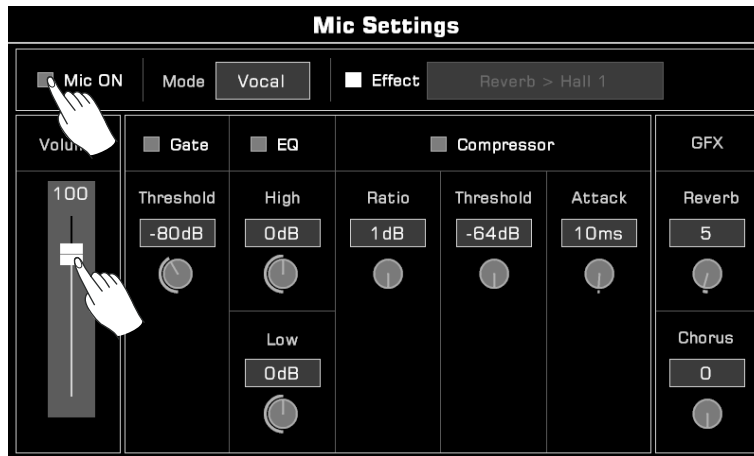 Mic Settings
Mic ON Mode Vocal Effect Reverb > Hall 1
Gate EQ Compressor GFX
100 Threshold High Ratio Threshold Attack Reverb
-80dB 0dB 1dB -64dB 10ms 5
Low Chorus
0dB 0